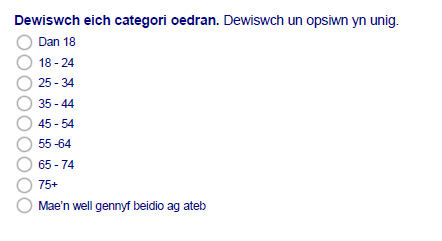 Dewiswch eich categori oedran. Dewiswch un opsiwn yn unig.
Dan 18
18 - 24
25 - 34
35 - 44
45 - 54
55 -64
65 - 74
75+
Mae'n well gennyf beidio ag ateb